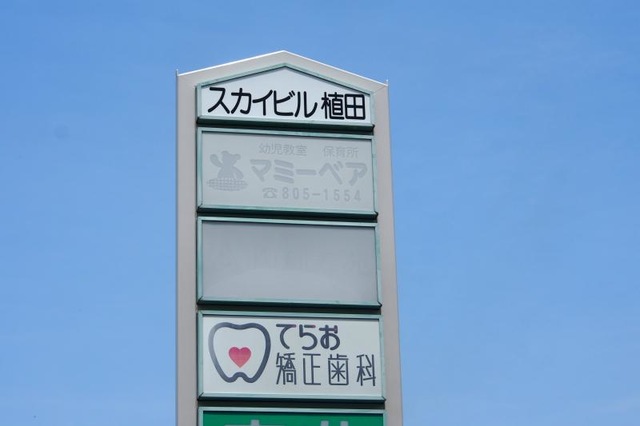 スカイビル植田
幼児教室 保育所
マミーベア
☎805-1554
てらお
矯正歯科